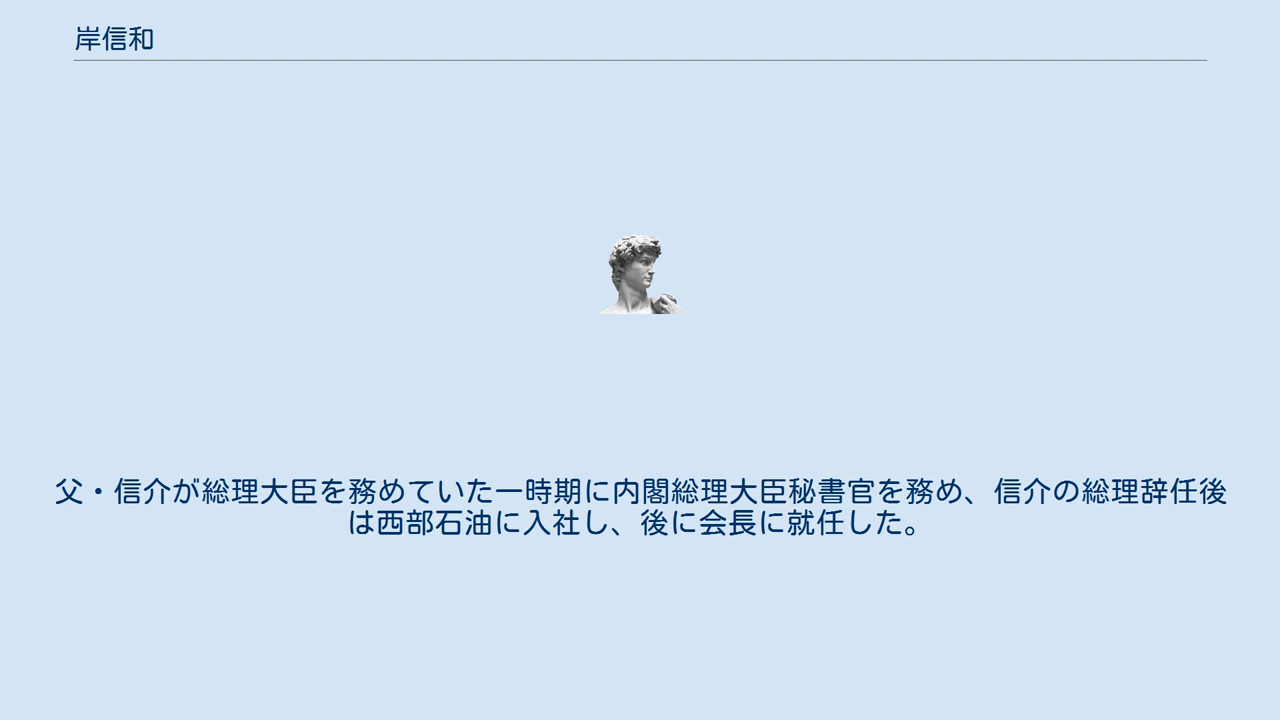 岸信和
父・信介が総理大臣を務めていた一時期に内閣総理大臣秘書官を務め、信介の総理辞任後
は西部石油に入社し、後に会長に就任した。